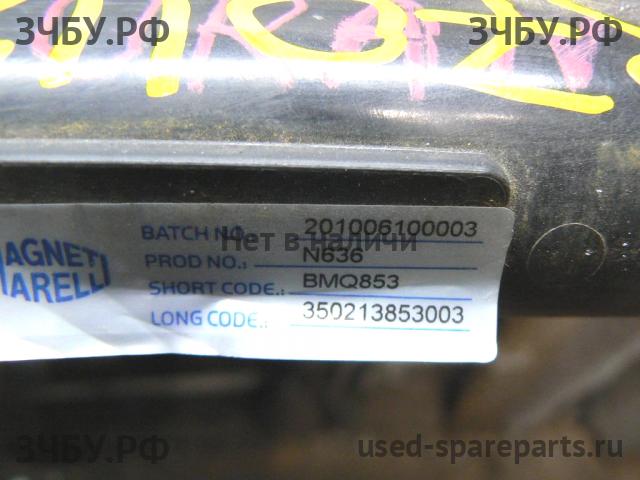 ЗЧБУ.РФ
ЗЧБУ.РФ
MAGNETI
MARELLI
BATCH NO.: 201006100003
Нет в наличии
PROD NO.: N636
SHORT CODE.: BMQ853
LONG CODE.: 350213853003
ЗЧБУ.РФ
used-spareparts.ru